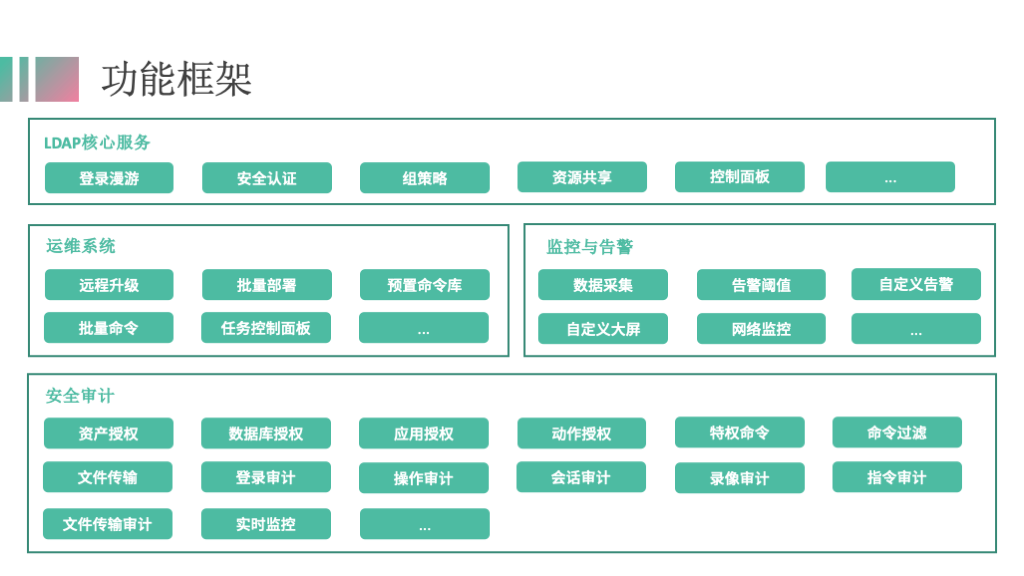 功能框架
LDAP核心服务
登录漫游 安全认证 组策略 资源共享 控制面板 ...
运维系统
远程升级 批量部署 预置命令库
批量命令 任务控制面板 ...
监控与告警
数据采集 告警阈值 自定义告警
自定义大屏 网络监控 ...
安全审计
资产授权 数据库授权 应用授权 动作授权 特权命令 命令过滤
文件传输 登录审计 操作审计 会话审计 录像审计 指令审计
文件传输审计 实时监控 ...